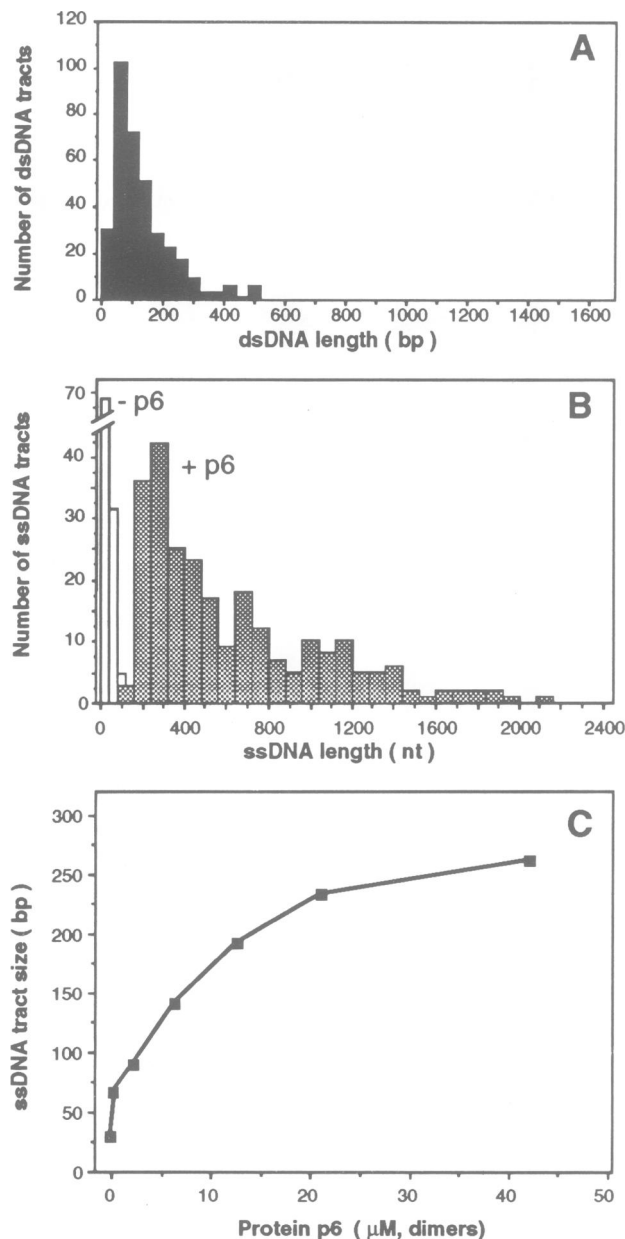 A
120
100
80
60
40
20
0
Number of dsDNA tracts
0 200 400 600 800 1000 1200 1400 1600
dsDNA length ( bp )
B
- p6
+ p6
70
40
30
20
10
0
Number of ssDNA tracts
0 400 800 1200 1600 2000 2400
ssDNA length ( nt )
C
300
250
200
150
100
50
0
ssDNA tract size ( bp )
0 10 20 30 40 50
Protein p6 ( µM, dimers)